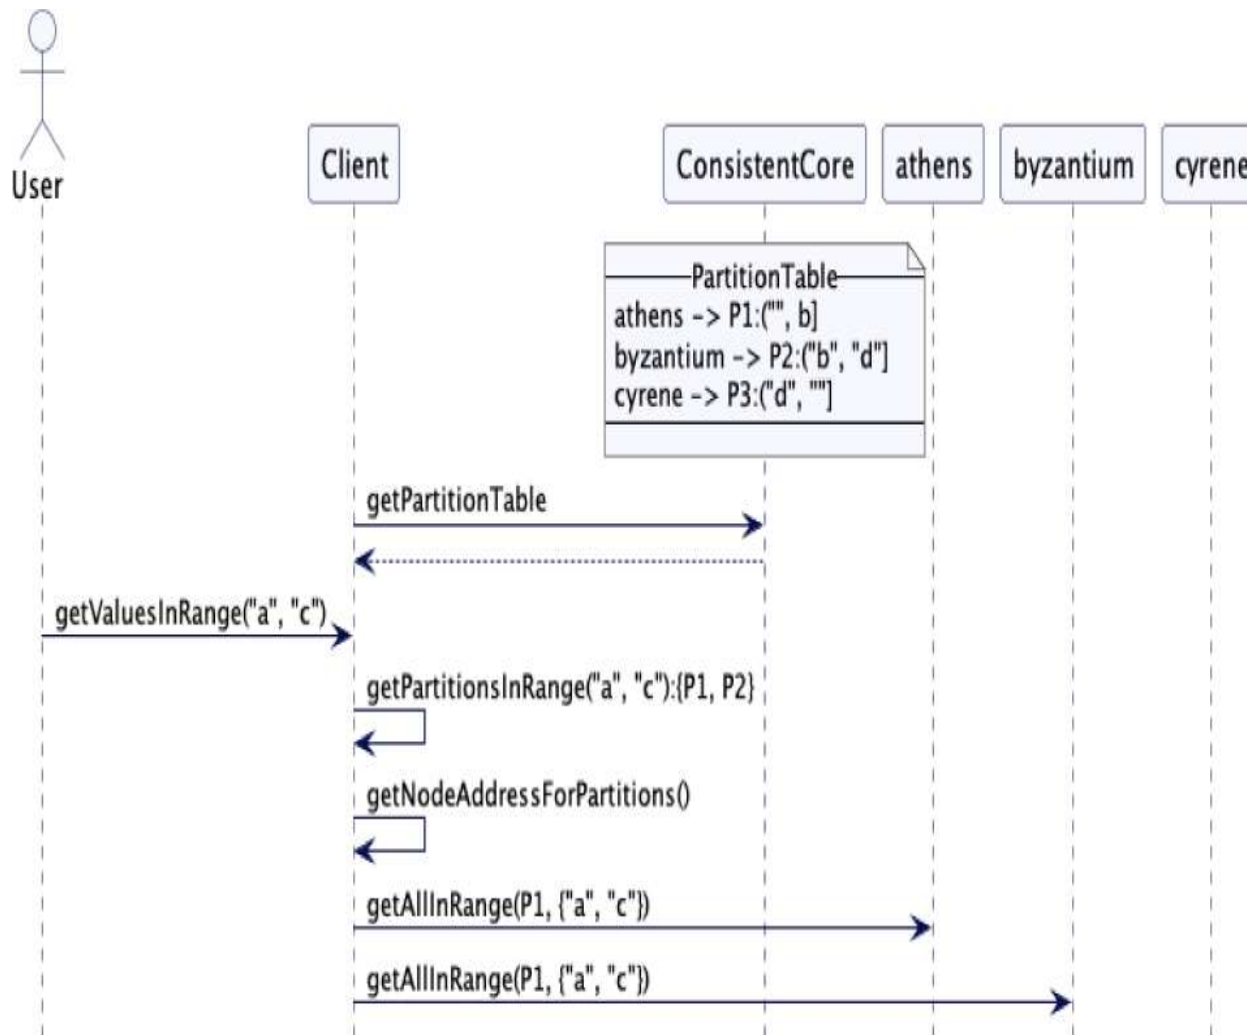 User
Client
ConsistentCore
athens
byzantium
cyrene
PartitionTable
athens -> P1:("", b]
byzantium -> P2:("b", "d"]
cyrene -> P3:("d", ""]
getPartitionTable
getValuesInRange("a", "c")
getPartitionsInRange("a", "c"):{P1, P2}
getNodeAddressForPartitions()
getAllInRange(P1, {"a", "c"})
getAllInRange(P1, {"a", "c"})